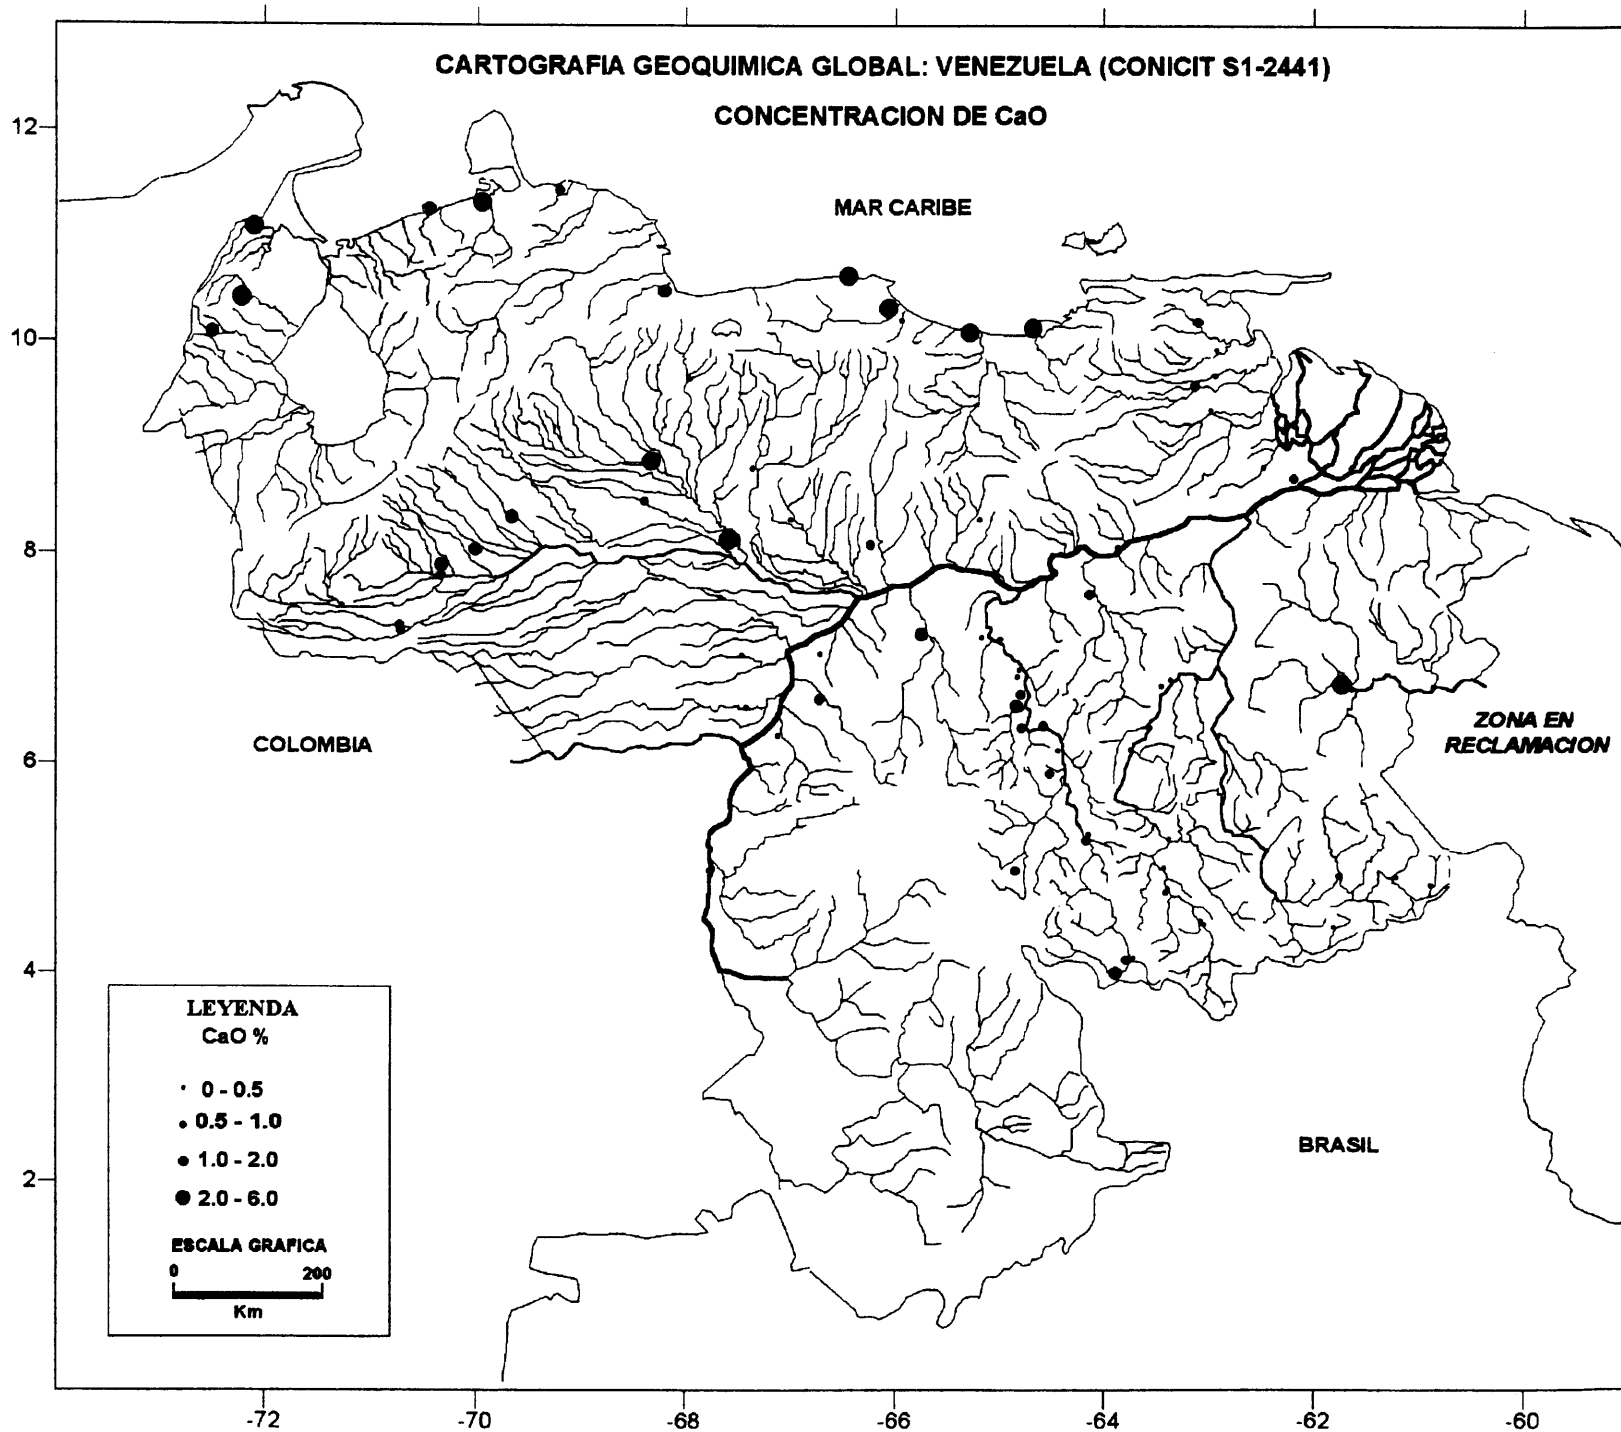 CARTOGRAFIA GEOQUIMICA GLOBAL: VENEZUELA (CONICIT S1-2441)
CONCENTRACION DE CaO
12
MAR CARIBE
10
8
ZONA EN
RECLAMACION
COLOMBIA
6
4
LEYENDA
CaO %
0 - 0.5
0.5 - 1.0
1.0 - 2.0
2.0 - 6.0
ESCALA GRAFICA
0 200
Km
BRASIL
2
-72 -70 -68 -66 -64 -62 -60